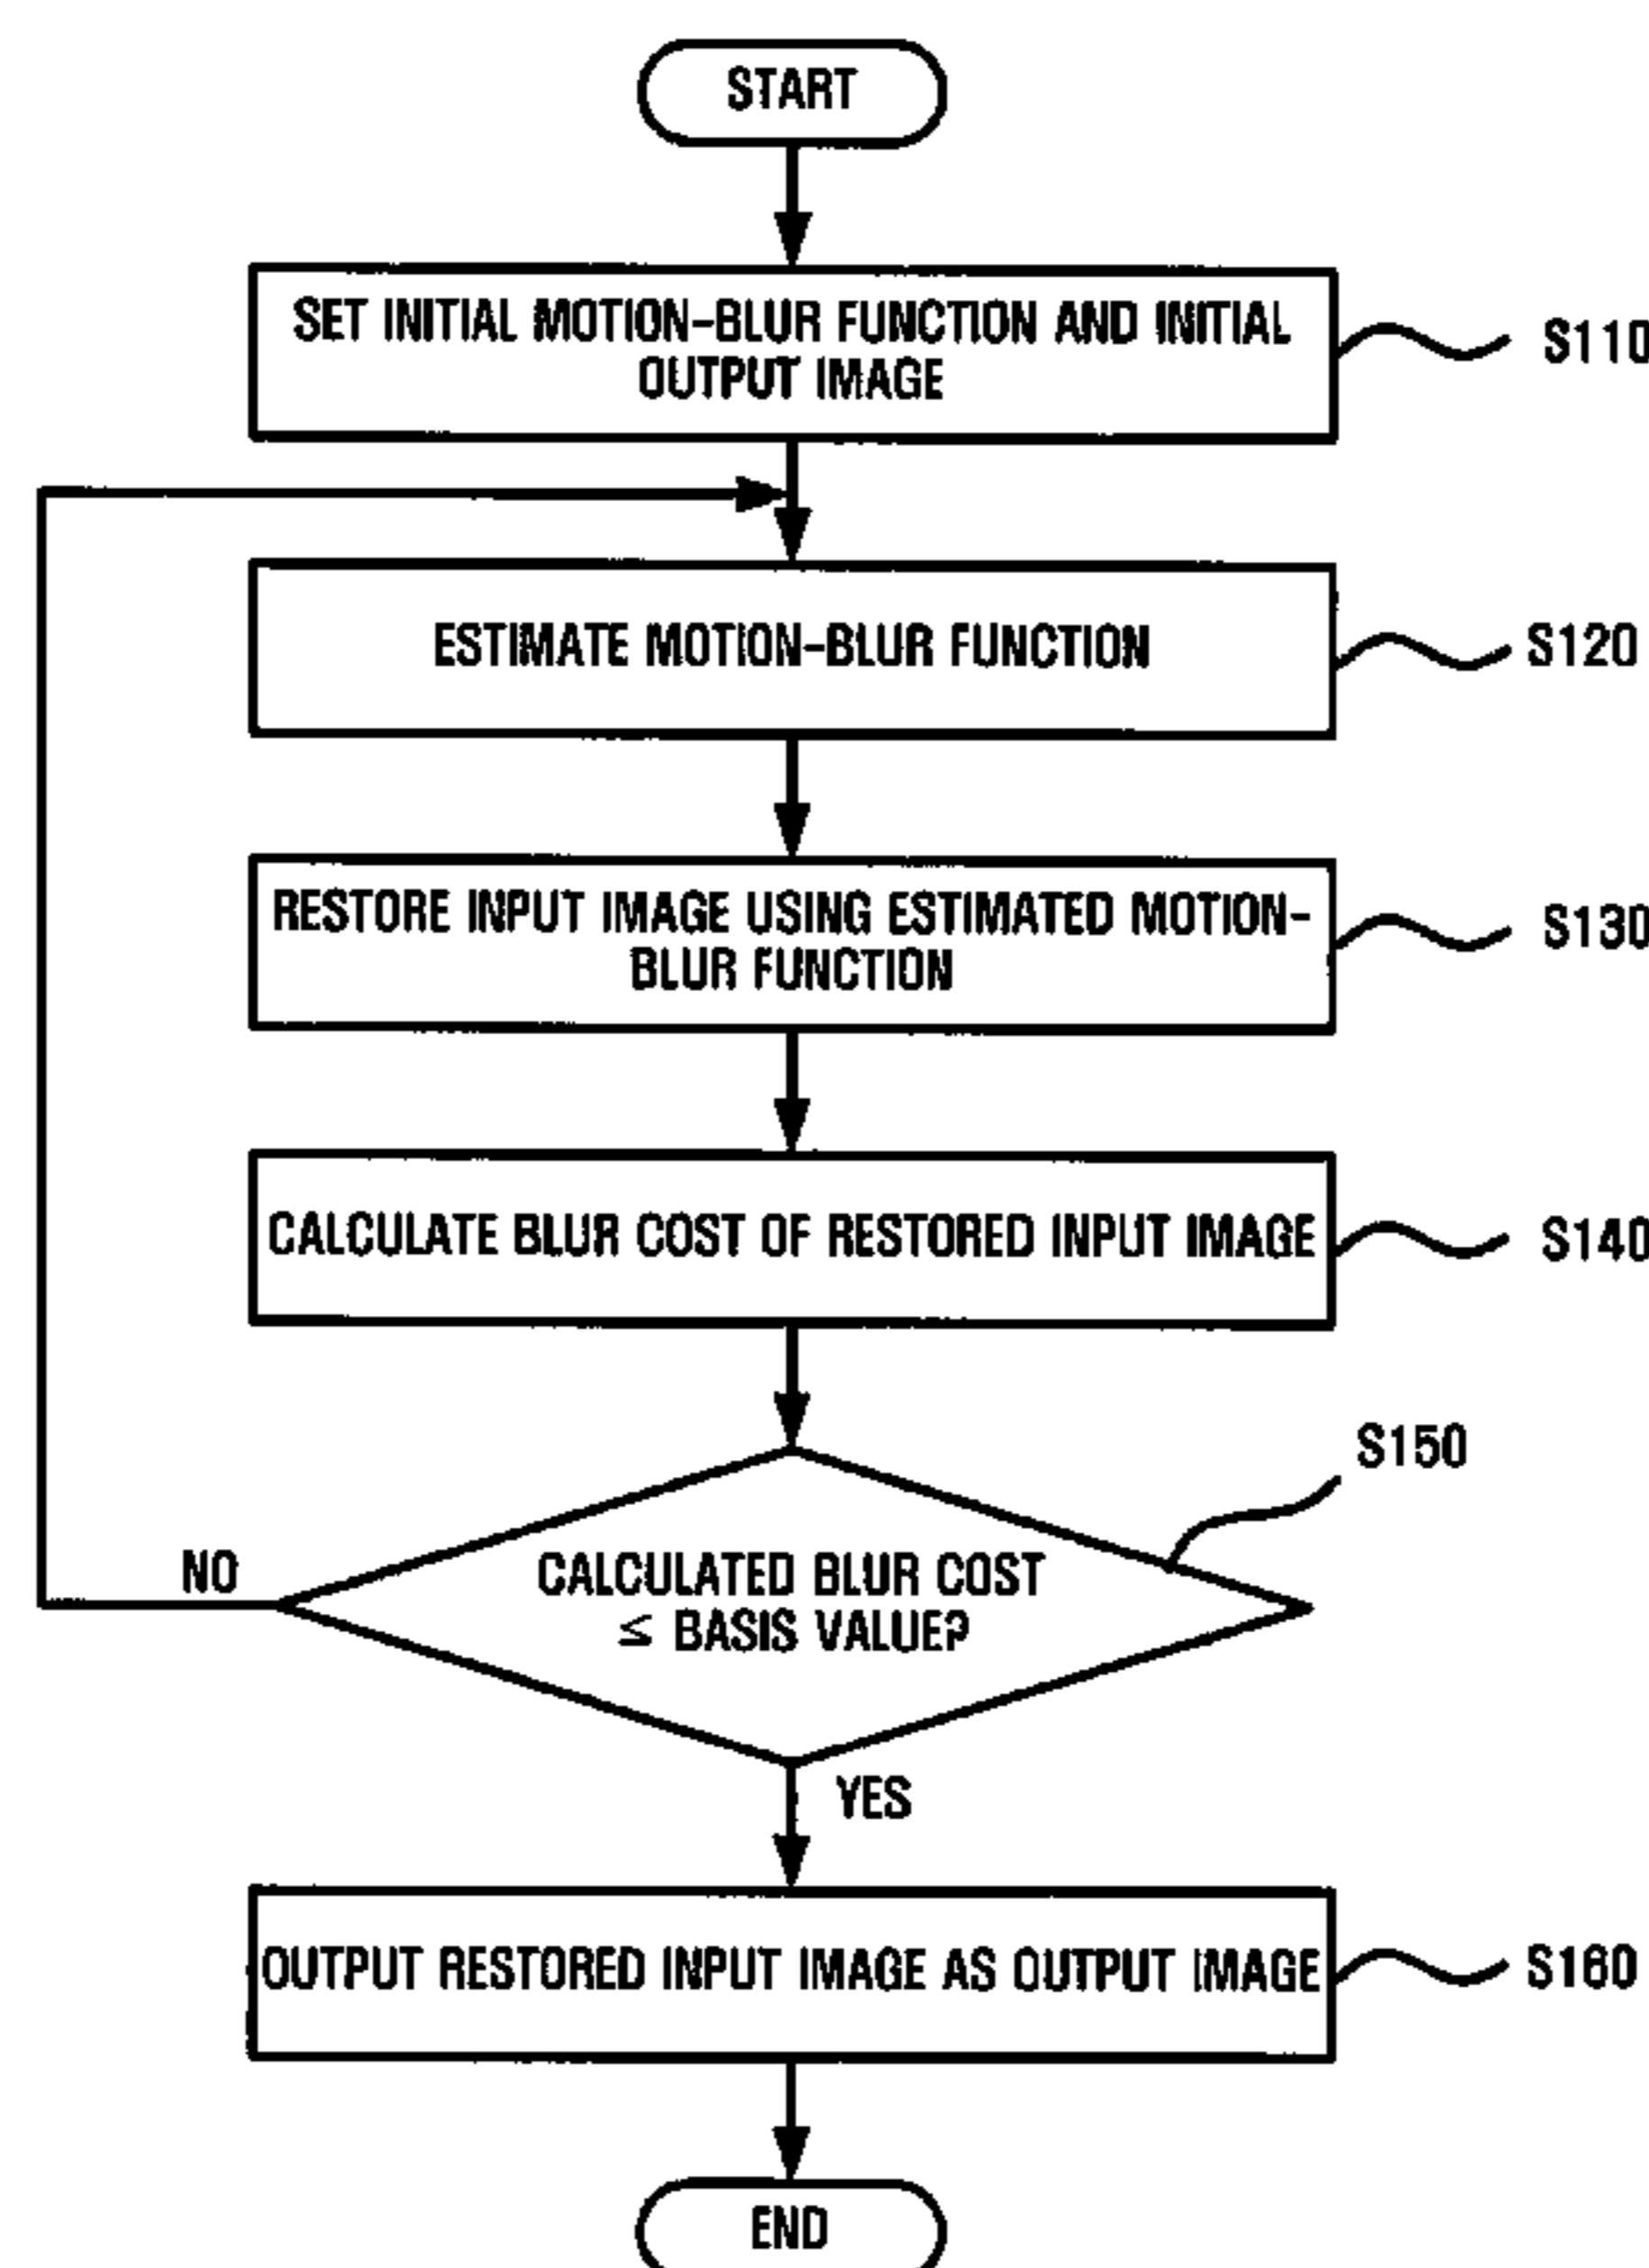 START
SET INITIAL MOTION-BLUR FUNCTION AND INITIAL
OUTPUT IMAGE
S110
ESTIMATE MOTION-BLUR FUNCTION
S120
RESTORE INPUT IMAGE USING ESTIMATED MOTION-
BLUR FUNCTION
S130
CALCULATE BLUR COST OF RESTORED INPUT IMAGE
S140
S150
NO
CALCULATED BLUR COST
≤ BASIS VALUE?
YES
OUTPUT RESTORED INPUT IMAGE AS OUTPUT IMAGE
S160
END